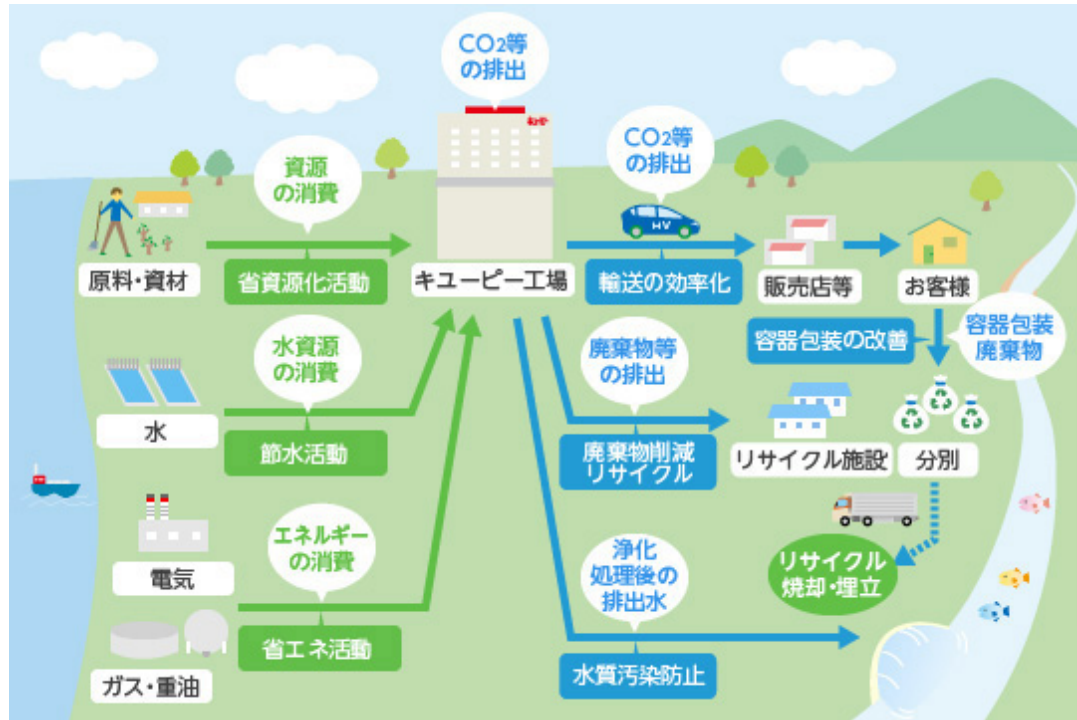 CO2等
の排出
キユーピー
CO2等
の排出
資源
の消費
HV
原料・資材
省資源化活動
キユーピー工場
輸送の効率化
販売店等
お客様
水資源
の消費
廃棄物等
の排出
容器包装の改善
容器包装
廃棄物
水
節水活動
廃棄物削減
リサイクル
リサイクル施設
分別
エネルギー
の消費
電気
浄化
処理後の
排出水
リサイクル
焼却・埋立
省エネ活動
水質汚染防止
ガス・重油